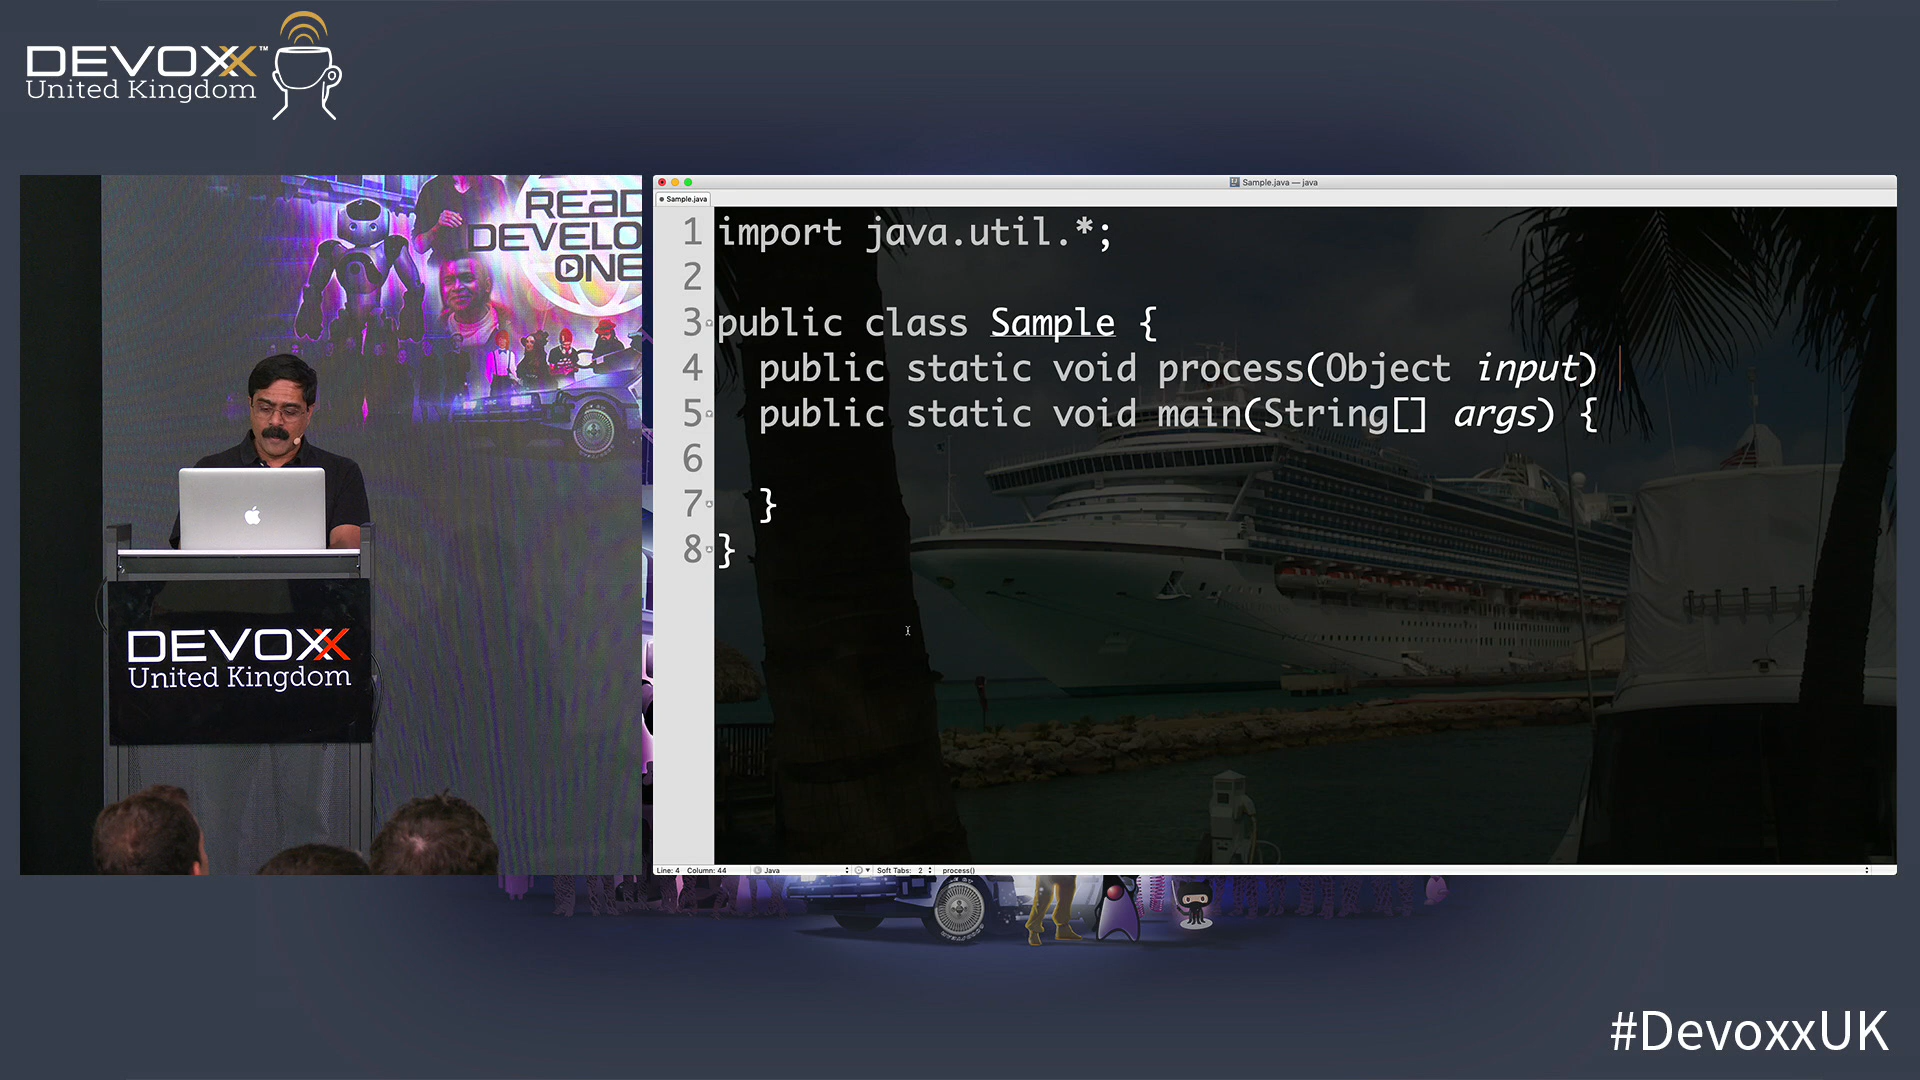 DEVOXX™
United Kingdom
READ
DEVELO
ONE
DEVOXX
United Kingdom
Sample.java — java
Sample.java
1 import java.util.*;
2
3 public class Sample {
4 public static void process(Object input)
5 public static void main(String[] args) {
6
7 }
8 }
Line: 4 Column: 44 Java Soft Tabs: 2 process()
#DevoxxUK